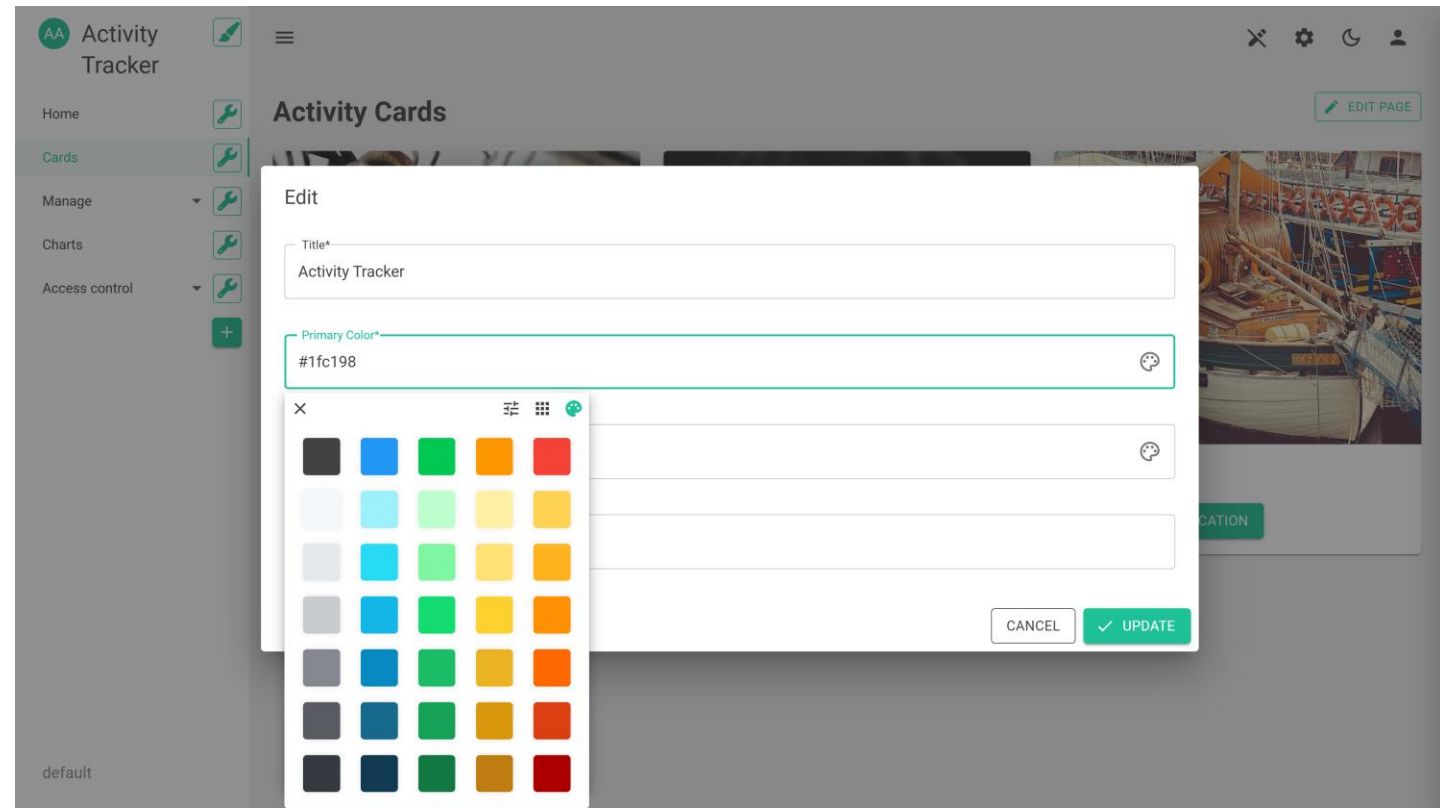 AA
Activity
Tracker
Home
Cards
Manage
Charts
Access control
+
default
Activity Cards
EDIT PAGE
Edit
Title*
Activity Tracker
Primary Color*
#1fc198
CATION
CANCEL
UPDATE